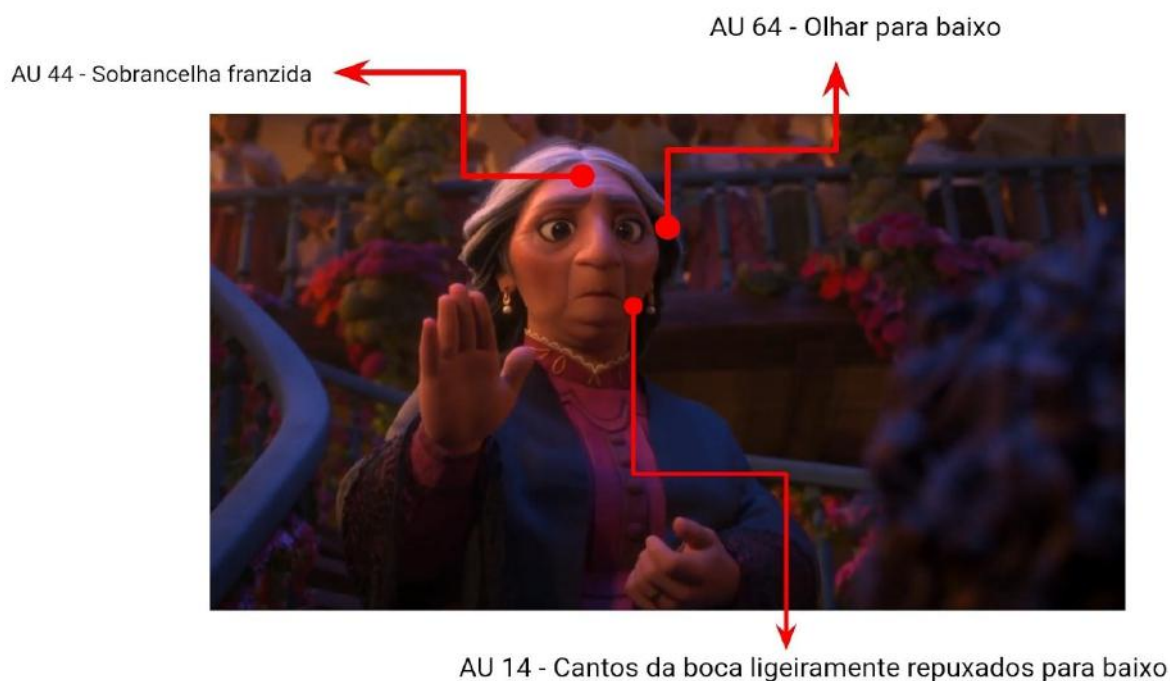 AU 64 - Olhar para baixo
AU 44 - Sobrancelha franzida
AU 14 - Cantos da boca ligeiramente repuxados para baixo